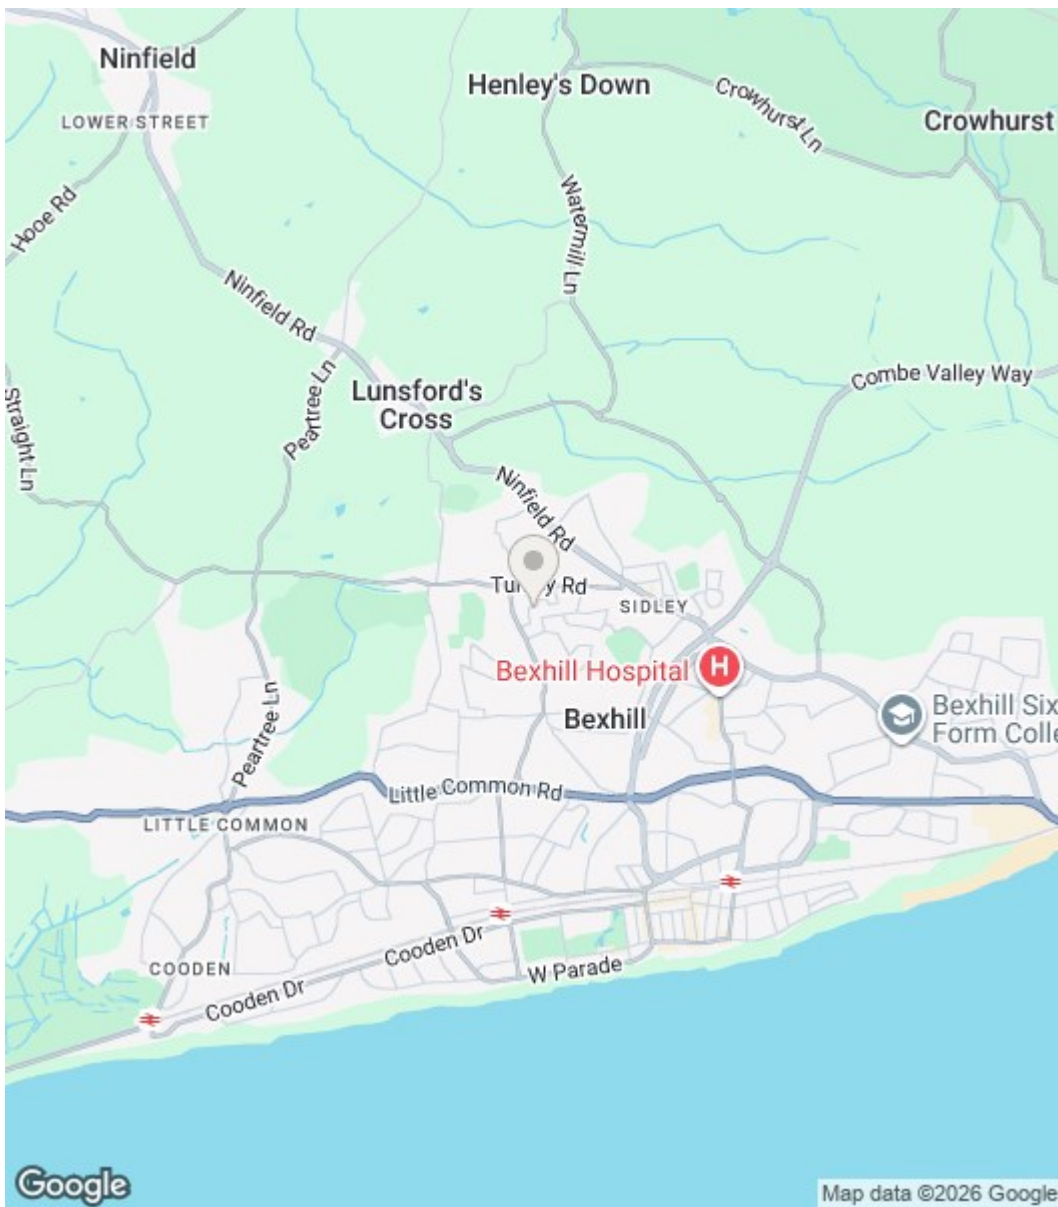 Ninfield
LOWER STREET
Henley's Down
Crowhurst Ln
Crowhurst
Hooe Rd
Watermill Ln
Ninfield Rd
Combe Valley Way
Lunsford's
Cross
Peartree Ln
Straight Ln
Ninfield Rd
Rd
SIDLEY
Bexhill Hospital
H
Bexhill
Bexhill Six
Form Colle
Peartree Ln
Little Common Rd
LITTLE COMMON
Cooden Dr
COODEN
W Parade
Cooden Dr
Google
Map data ©2026 Google